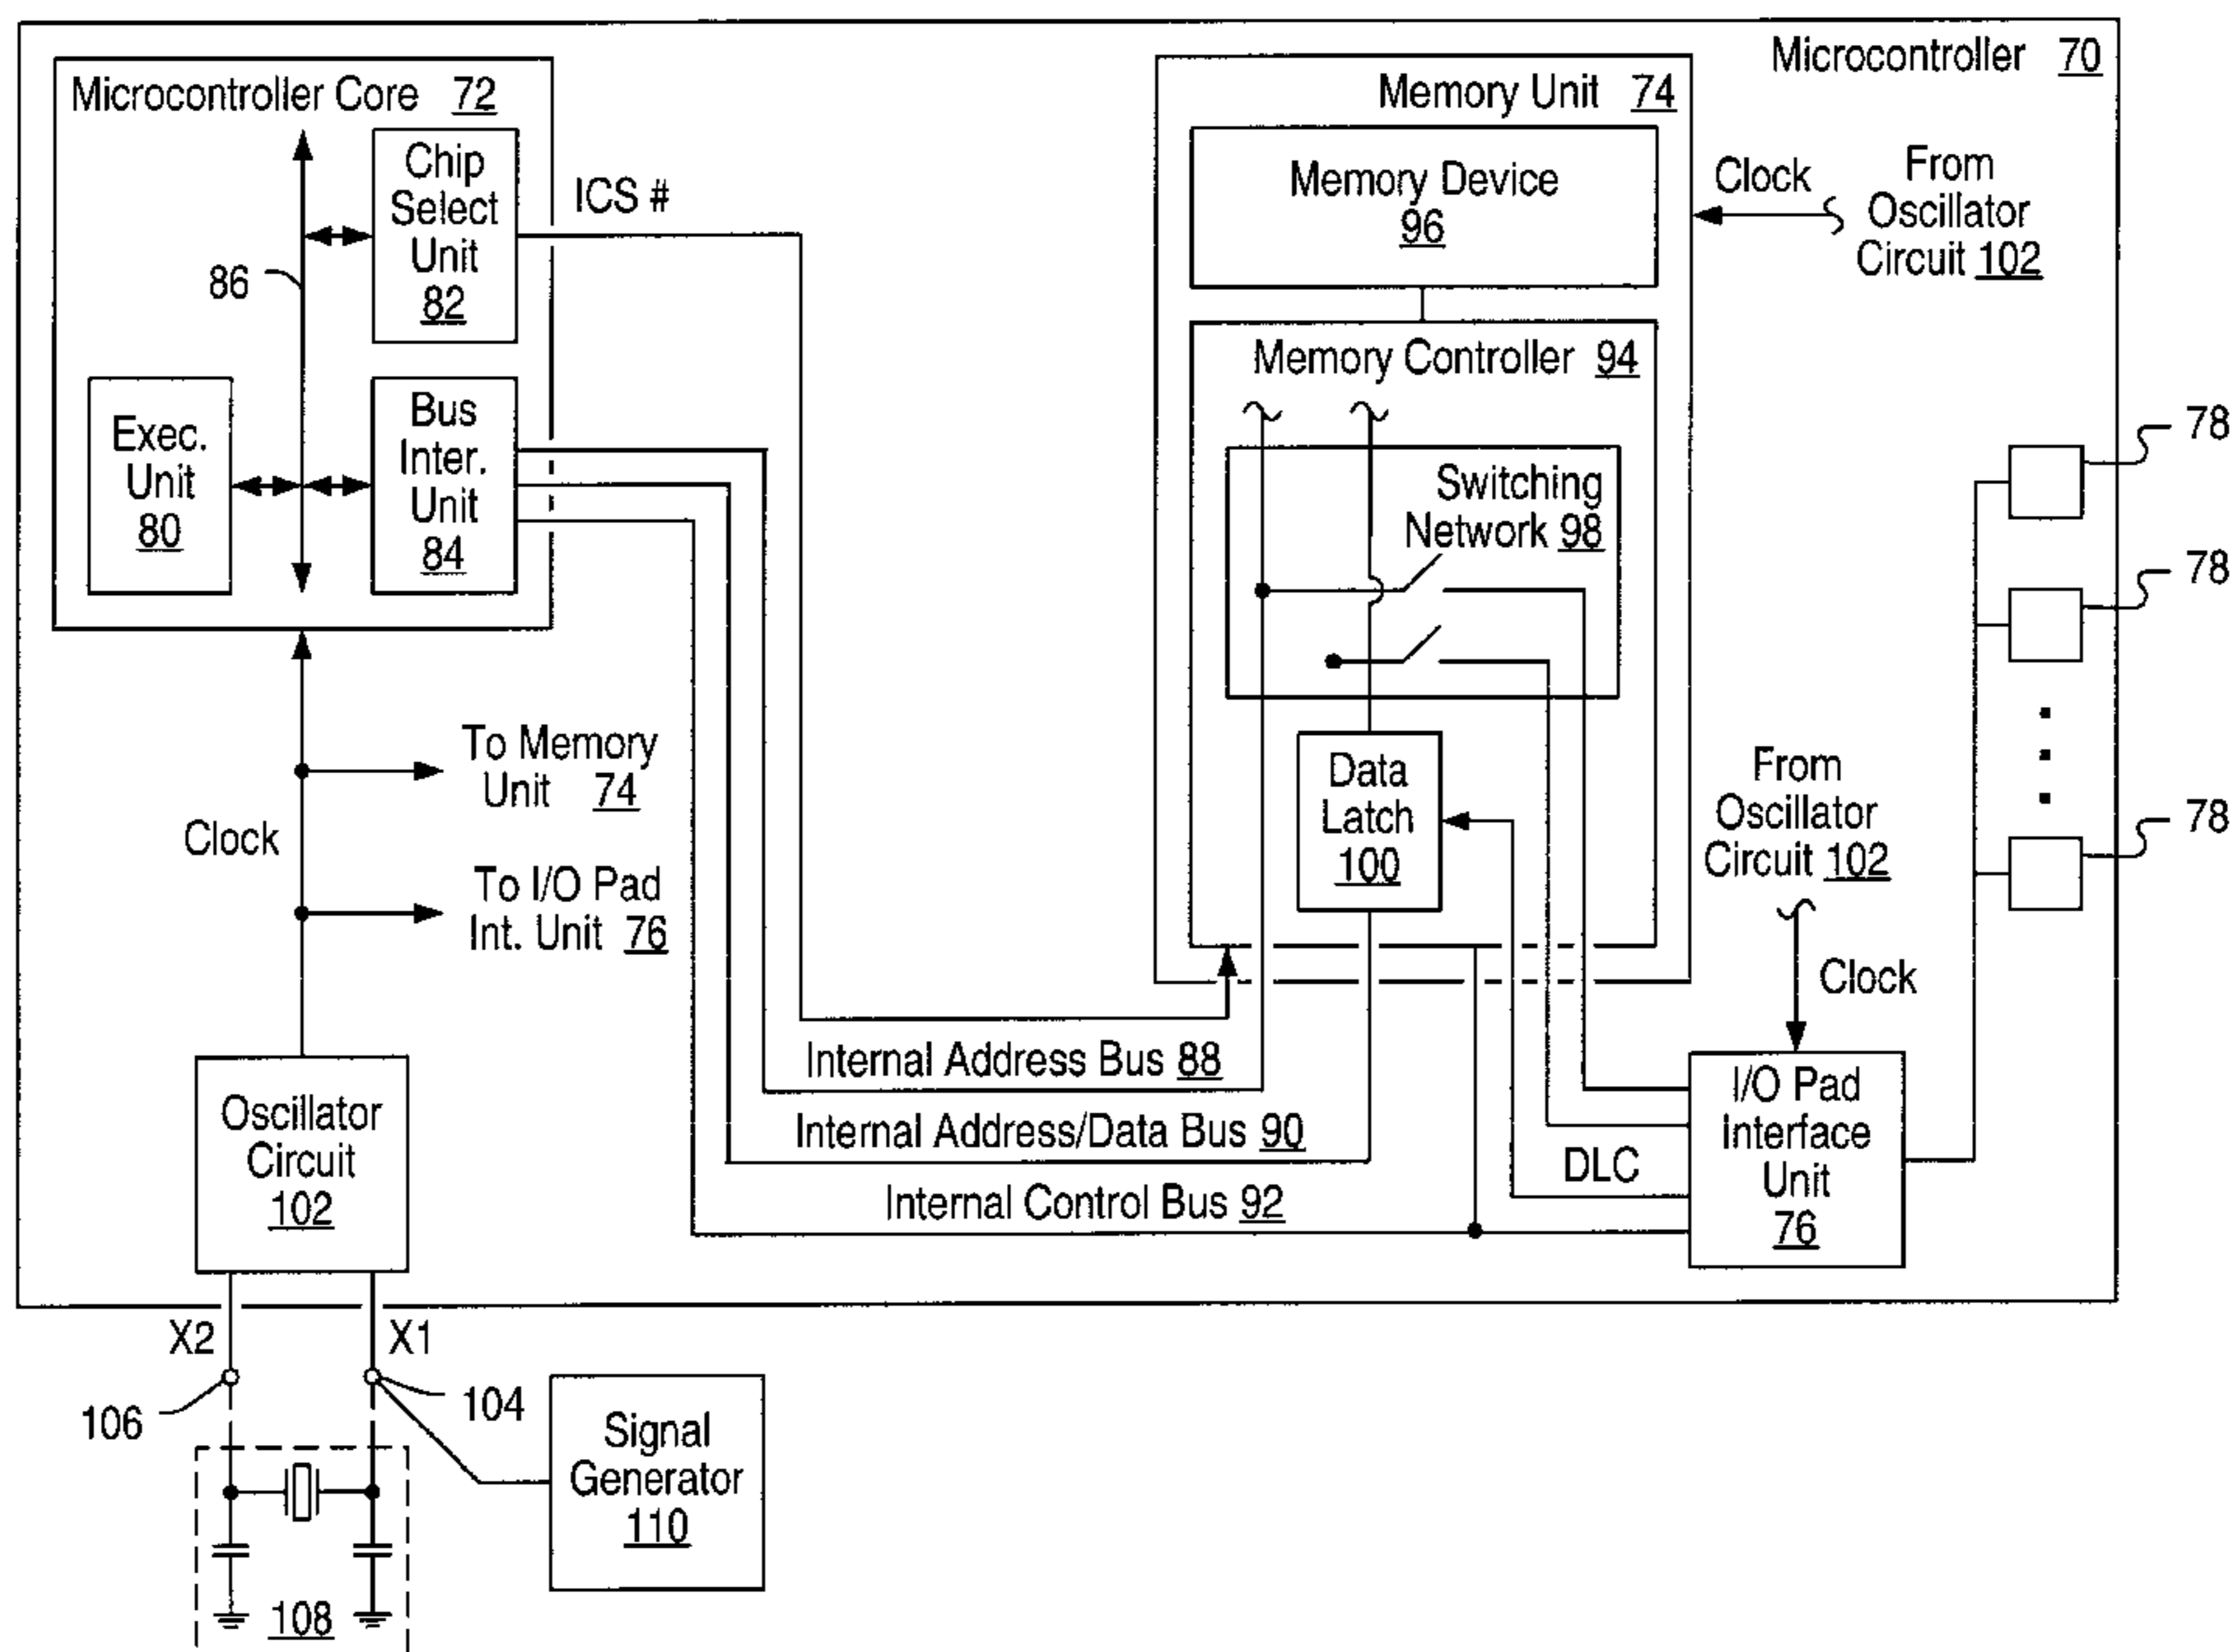 Microcontroller 70
Microcontroller Core 72
Chip
Select
Unit
82
ICS #
86
Exec.
Unit
80
Bus
Inter.
Unit
84
Memory Unit 74
Memory Device
96
Clock
From
Oscillator
Circuit 102
Memory Controller 94
Switching
Network 98
78
78
78
Data
Latch
100
From
Oscillator
Circuit 102
Clock
To Memory
Unit 74
Clock
To I/O Pad
Int. Unit 76
Internal Address Bus 88
Internal Address/Data Bus 90
Internal Control Bus 92
DLC
I/O Pad
Interface
Unit
76
Oscillator
Circuit
102
X2
X1
106
104
Signal
Generator
110
108